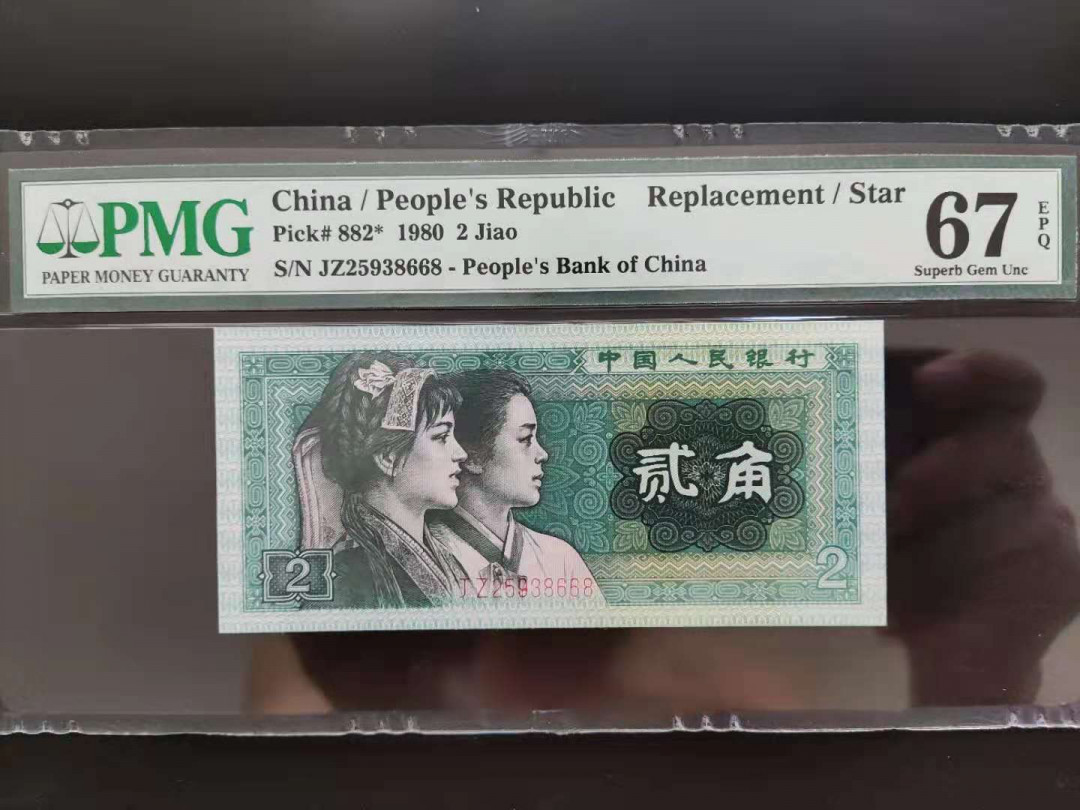 PMG
PAPER MONEY GUARANTY
China / People's Republic Replacement / Star
Pick# 882* 1980 2 Jiao
S/N JZ25938668 - People's Bank of China
67
EPQ
Superb Gem Unc
中国人民银行
贰角
2
2
JZ25938668